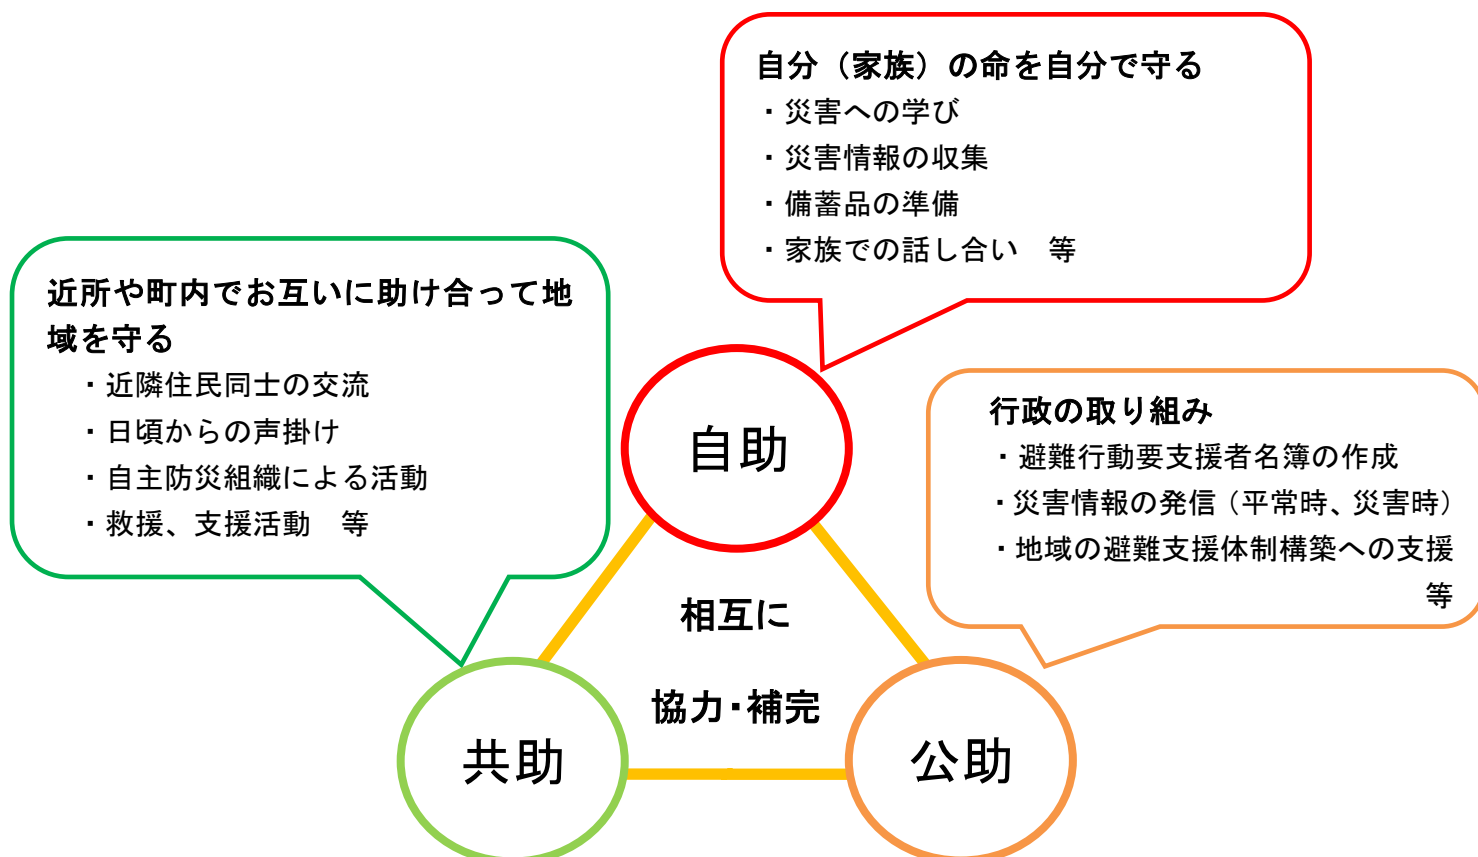 自分（家族）の命を自分で守る
・災害への学び
・災害情報の収集
・備蓄品の準備
・家族での話し合い　等
近所や町内でお互いに助け合って地
域を守る
・近隣住民同士の交流
・日頃からの声掛け
・自主防災組織による活動
・救援、支援活動　等
行政の取り組み
・避難行動要支援者名簿の作成
・災害情報の発信（平常時、災害時）
・地域の避難支援体制構築への支援
等
自助
相互に
協力・補完
共助
公助